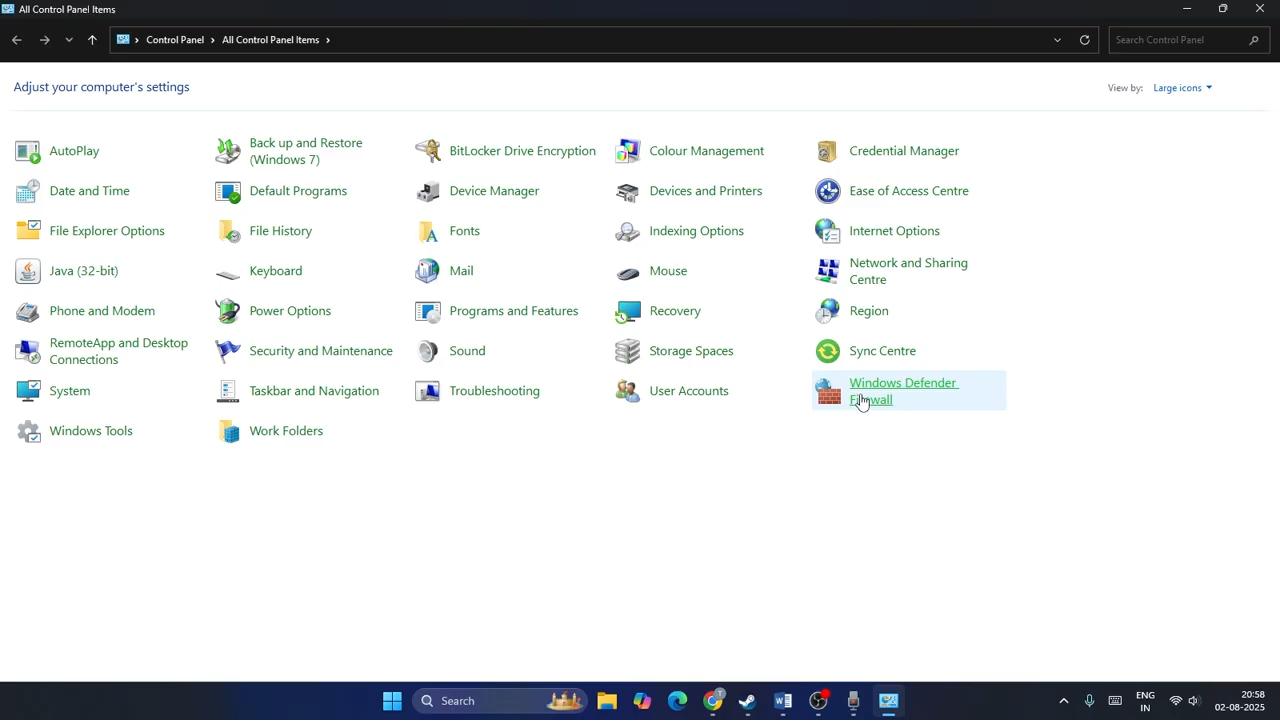 All Control Panel Items
Control Panel > All Control Panel Items >
Search Control Panel
Adjust your computer's settings
View by: Large icons
AutoPlay
Back up and Restore
(Windows 7)
BitLocker Drive Encryption
Colour Management
Credential Manager
Date and Time
Default Programs
Device Manager
Devices and Printers
Ease of Access Centre
File Explorer Options
File History
Fonts
Indexing Options
Internet Options
Java (32-bit)
Keyboard
Mail
Mouse
Network and Sharing
Centre
Phone and Modem
Power Options
Programs and Features
Recovery
Region
RemoteApp and Desktop
Connections
Security and Maintenance
Sound
Storage Spaces
Sync Centre
System
Taskbar and Navigation
Troubleshooting
User Accounts
Windows Defender
Firewall
Windows Tools
Work Folders
Search
ENG
IN
20:58
02-08-2025